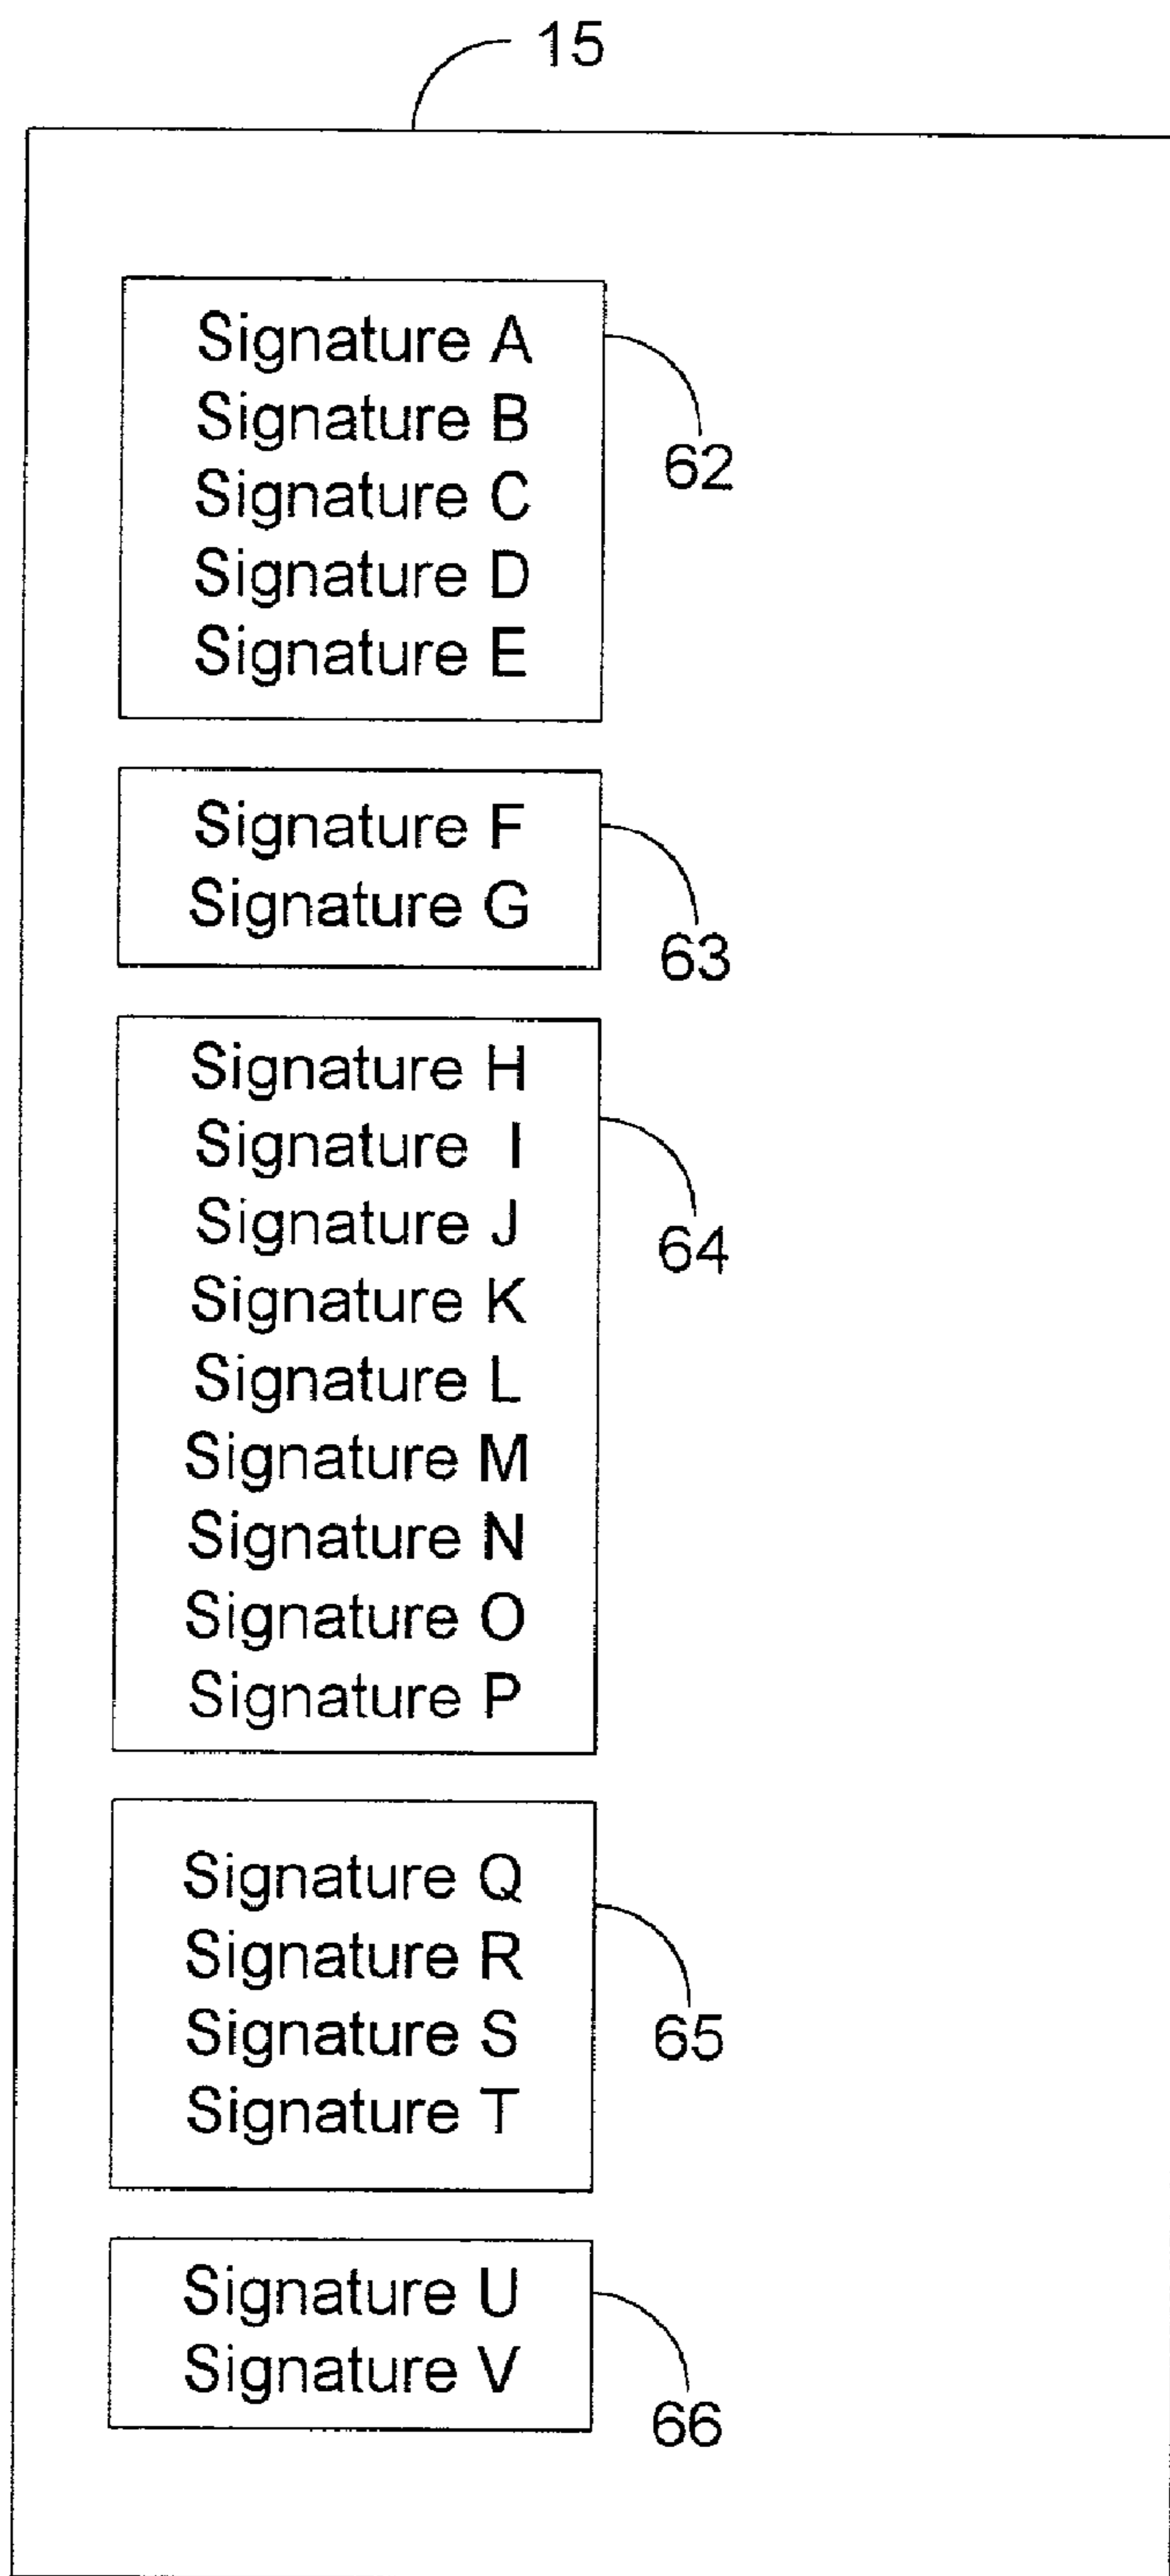 15
Signature A
Signature B
Signature C
Signature D
Signature E
62
Signature F
Signature G
63
Signature H
Signature I
Signature J
Signature K
Signature L
Signature M
Signature N
Signature O
Signature P
64
Signature Q
Signature R
Signature S
Signature T
65
Signature U
Signature V
66